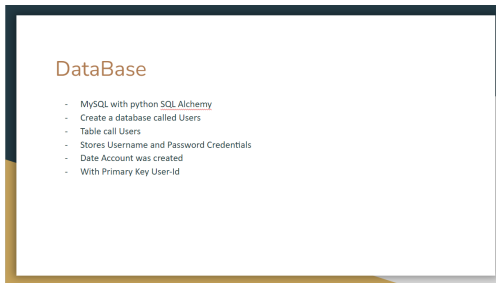 DataBase
- MySQL with python SQL Alchemy
- Create a database called Users
- Table call Users
- Stores Username and Password Credentials
- Date Account was created
- With Primary Key User-Id